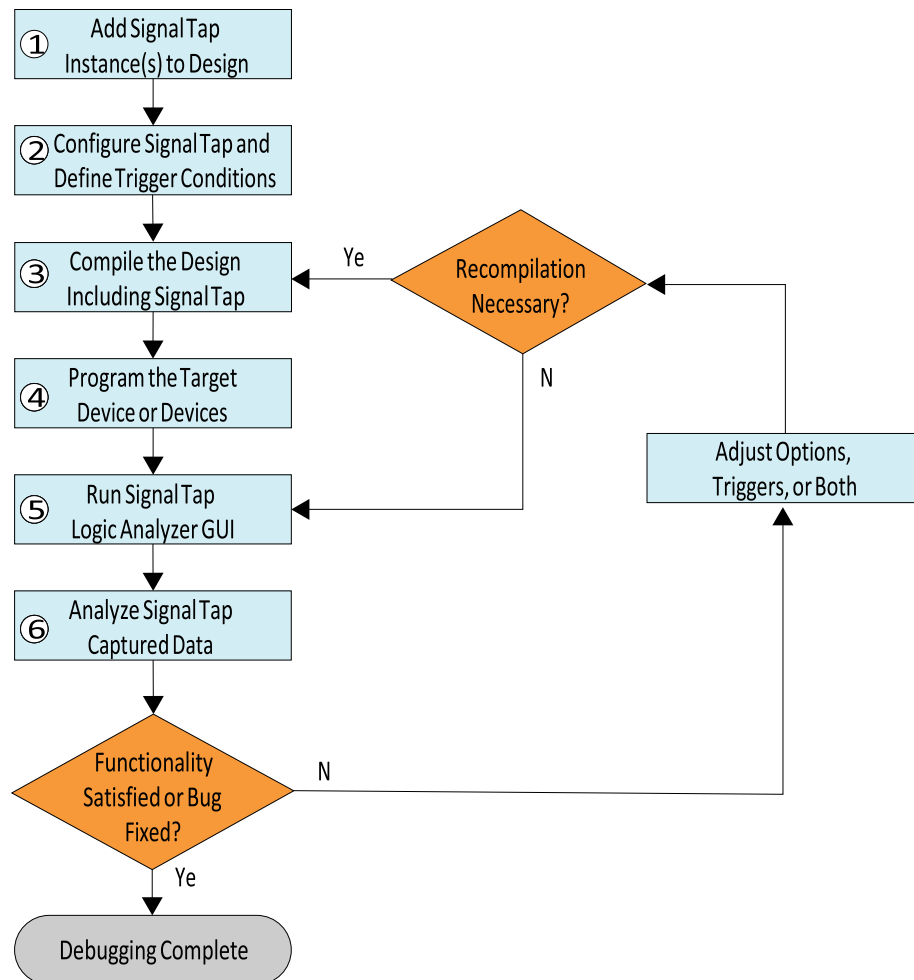 ① Add Signal Tap
Instance(s) to Design
② Configure Signal Tap and
Define Trigger Conditions
③ Compile the Design
Including Signal Tap
Ye
Recompilation
Necessary?
N
④ Program the Target
Device or Devices
Adjust Options,
Triggers, or Both
⑤ Run Signal Tap
Logic Analyzer GUI
⑥ Analyze Signal Tap
Captured Data
Functionality
Satisfied or Bug
Fixed?
N
Ye
Debugging Complete